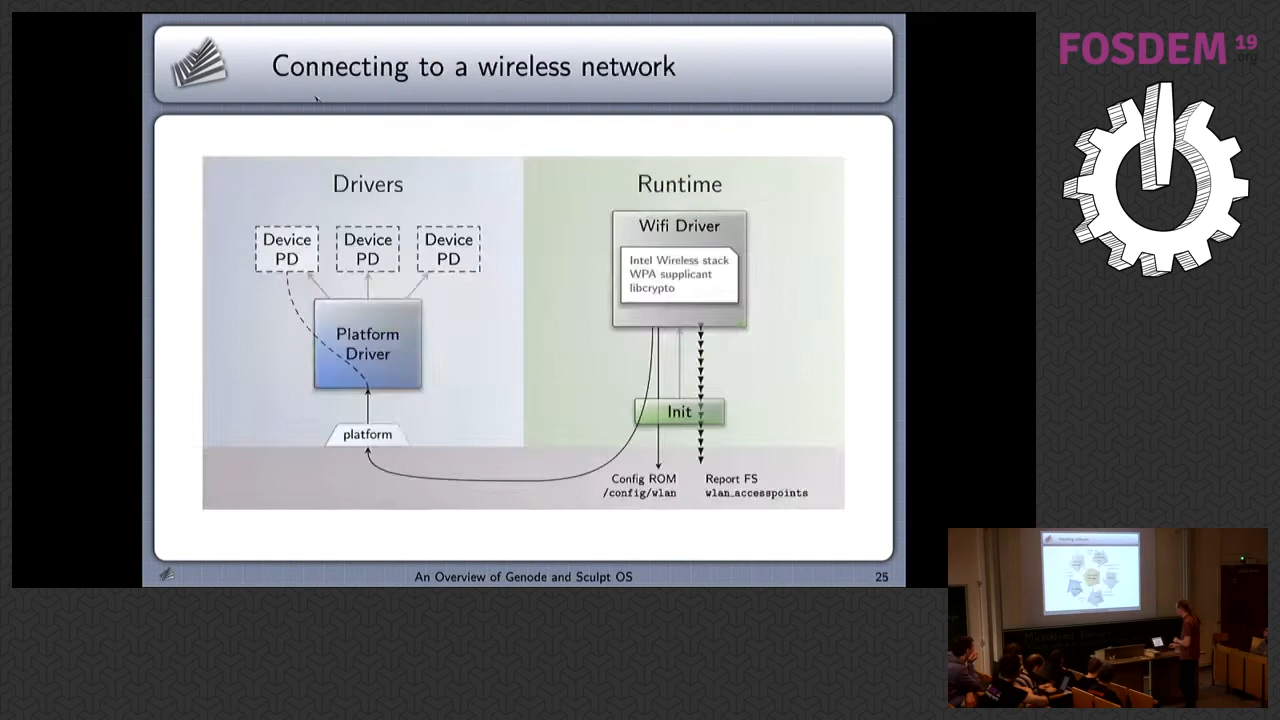 Connecting to a wireless network
FOSDEM 19
.org
Drivers
Runtime
Device
PD
Device
PD
Device
PD
Wifi Driver
Intel Wireless stack
WPA supplicant
libcrypto
Platform
Driver
Init
platform
Config ROM
/config/wlan
Report FS
wlan_accesspoints
An Overview of Genode and Sculpt OS
25